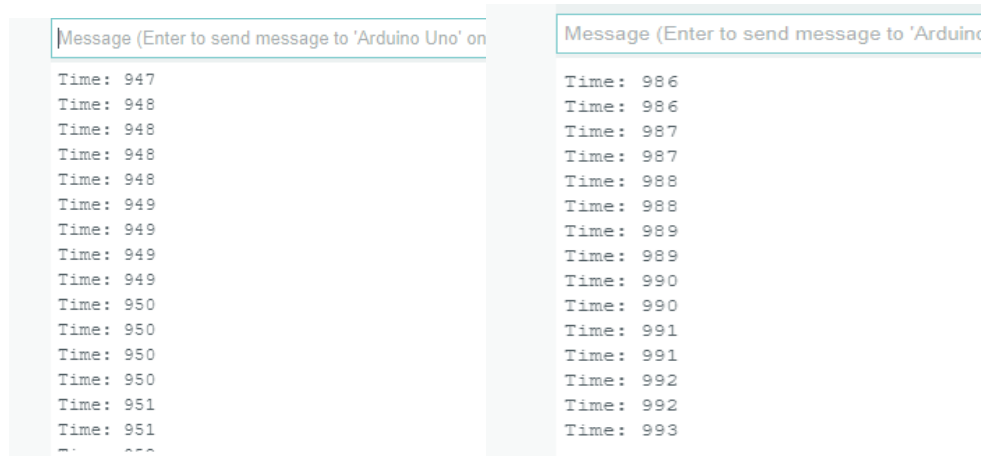 Message (Enter to send message to 'Arduino Uno' on
Time: 947
Time: 948
Time: 948
Time: 948
Time: 948
Time: 949
Time: 949
Time: 949
Time: 949
Time: 950
Time: 950
Time: 950
Time: 950
Time: 951
Time: 951
Message (Enter to send message to 'Arduino
Time: 986
Time: 986
Time: 987
Time: 987
Time: 988
Time: 988
Time: 989
Time: 989
Time: 990
Time: 990
Time: 991
Time: 991
Time: 992
Time: 992
Time: 993